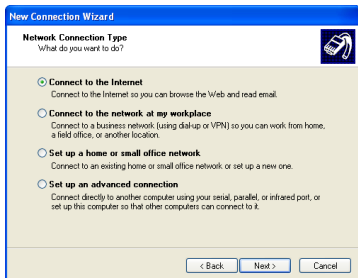 New Connection Wizard
Network Connection Type
What do you want to do?
Connect to the Internet
Connect to the Internet so you can browse the Web and read email.
Connect to the network at my workplace
Connect to a business network (using dial-up or VPN) so you can work from home,
a field office, or another location.
Set up a home or small office network
Connect to an existing home or small office network or set up a new one.
Set up an advanced connection
Connect directly to another computer using your serial, parallel, or infrared port, or
set up this computer so that other computers can connect to it.
< Back
Next >
Cancel